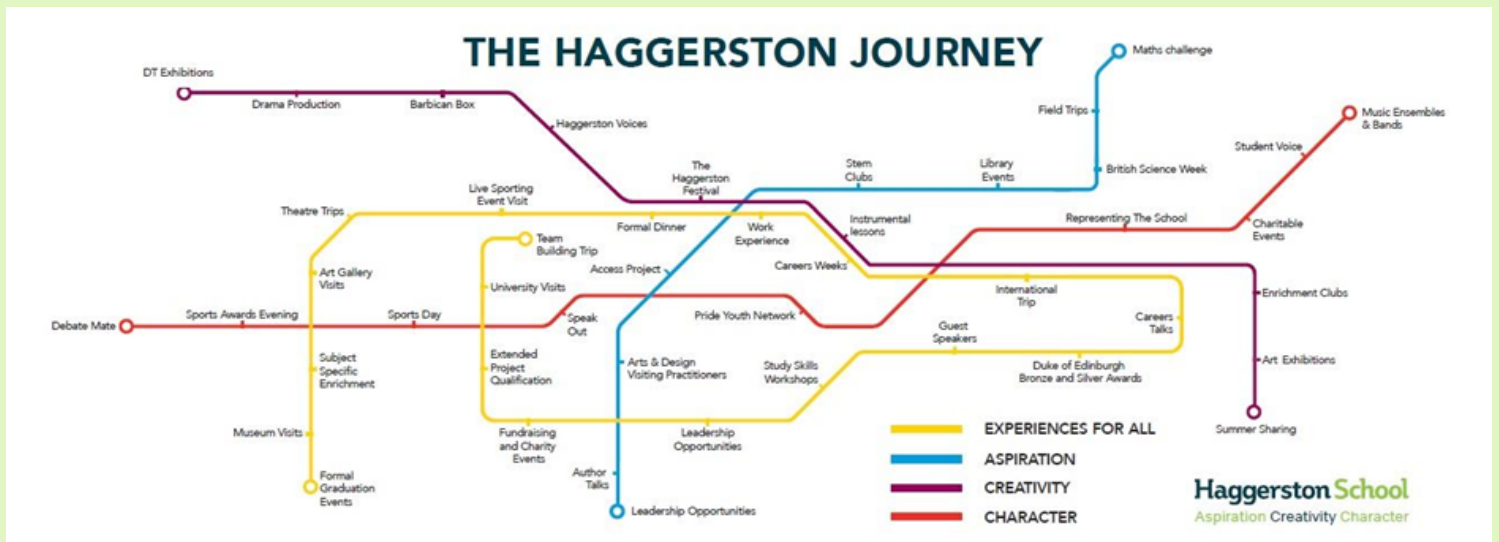 THE HAGGERSTON JOURNEY
Maths challenge
DT Exhibitions
Drama Production
Barbican Box
Field Trips
Music Ensembles
& Bands
Haggerston Voices
Student Voice
The
Haggerston
Festival
Stem
Clubs
Library
Events
British Science Week
Live Sporting
Event Visit
Theatre Trips
Formal Dinner
Work
Experience
Instrumental
lessons
Representing The School
Charitable
Events
Team
Building Trip
Access Project
Careers Weeks
Art Gallery
Visits
University Visits
International
Trip
Enrichment Clubs
Debate Mate
Sports Awards Evening
Sports Day
Speak
Out
Pride Youth Network
Guest
Speakers
Careers
Talks
Subject
Specific
Enrichment
Extended
Project
Qualification
Arts & Design
Visiting Practitioners
Study Skills
Workshops
Duke of Edinburgh
Bronze and Silver Awards
Art Exhibitions
Museum Visits
Fundraising
and Charity
Events
Leadership
Opportunities
Summer Sharing
Formal
Graduation
Events
Author
Talks
Leadership Opportunities
EXPERIENCES FOR ALL
ASPIRATION
CREATIVITY
CHARACTER
Haggerston School
Aspiration Creativity Character